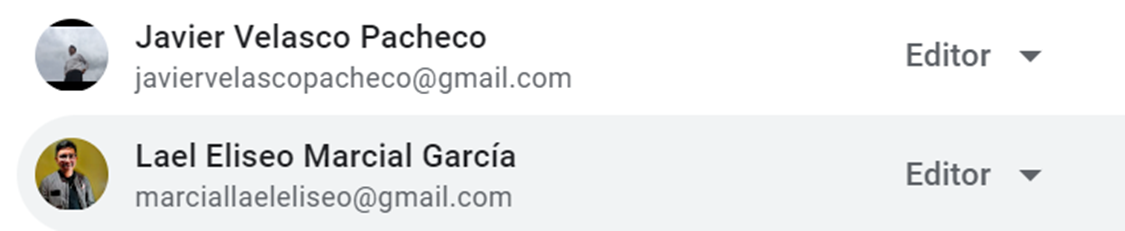 Javier Velasco Pacheco
javiervelascopacheco@gmail.com
Editor
Lael Eliseo Marcial García
marciallaeleliseo@gmail.com
Editor